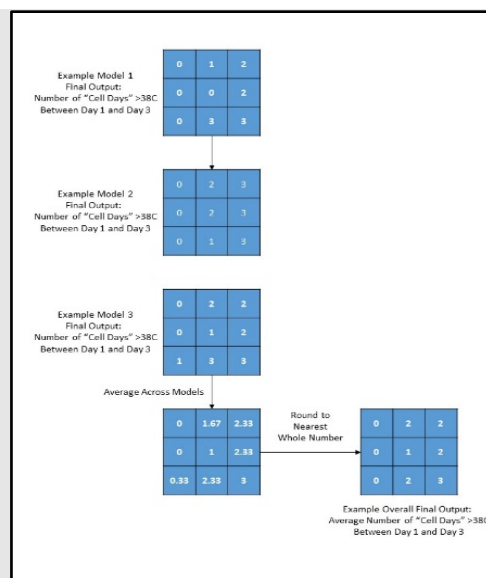 Example Model 1
Final Output:
Number of "Cell Days" >38C
Between Day 1 and Day 3
0 1 2
0 0 2
0 3 3
Example Model 2
Final Output:
Number of "Cell Days" >38C
Between Day 1 and Day 3
0 2 3
0 2 3
0 1 3
Example Model 3
Final Output:
Number of "Cell Days" >38C
Between Day 1 and Day 3
0 2 2
0 1 2
1 3 3
Average Across Models
0 1.67 2.33
0 1 2.33
0.33 2.33 3
Round to
Nearest
Whole Number
0 2 2
0 1 2
0 2 3
Example Overall Final Output:
Average Number of "Cell Days" >38C
Between Day 1 and Day 3